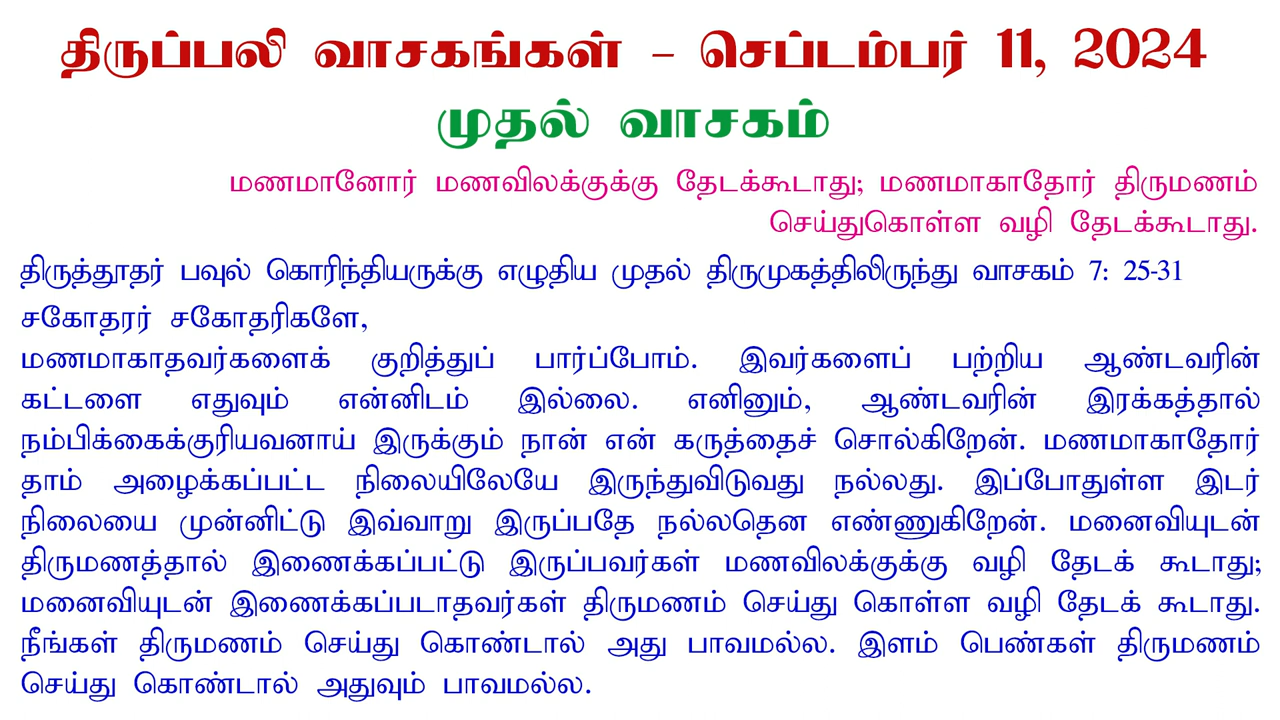 திருப்பலி வாசகங்கள் – செப்டம்பர் 11, 2024
முதல் வாசகம்
மணமானோர் மணவிலக்குக்கு தேடக்கூடாது; மணமாகாதோர் திருமணம்
செய்துகொள்ள வழி தேடக்கூடாது.
திருத்தூதர் பவுல் கொரிந்தியருக்கு எழுதிய முதல் திருமுகத்திலிருந்து வாசகம் 7: 25-31
சகோதரர் சகோதரிகளே,
மணமாகாதவர்களைக் குறித்துப் பார்ப்போம். இவர்களைப் பற்றிய ஆண்டவரின்
கட்டளை எதுவும் என்னிடம் இல்லை. எனினும், ஆண்டவரின் இரக்கத்தால்
நம்பிக்கைக்குரியவனாய் இருக்கும் நான் என் கருத்தைச் சொல்கிறேன். மணமாகாதோர்
தாம் அழைக்கப்பட்ட நிலையிலேயே இருந்துவிடுவது நல்லது. இப்போதுள்ள இடர்
நிலையை முன்னிட்டு இவ்வாறு இருப்பதே நல்லதென எண்ணுகிறேன். மனைவியுடன்
திருமணத்தால் இணைக்கப்பட்டு இருப்பவர்கள் மணவிலக்குக்கு வழி தேடக் கூடாது;
மனைவியுடன் இணைக்கப்படாதவர்கள் திருமணம் செய்து கொள்ள வழி தேடக் கூடாது.
நீங்கள் திருமணம் செய்து கொண்டால் அது பாவமல்ல. இளம் பெண்கள் திருமணம்
செய்து கொண்டால் அதுவும் பாவமல்ல.